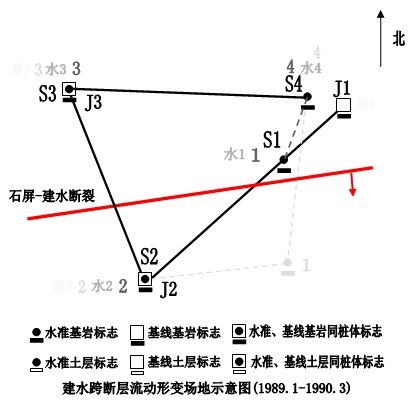 北
4
4 水4
S4
J1
水3 3 3
S3 J3
S1
水1 1
石屏-建水断裂
S2
1
2 水2 2
J2
水准基岩标志 基线基岩标志 水准、基线基岩同桩体标志
水准土层标志 基线土层标志 水准、基线土层同桩体标志
建水跨断层流动形变场地示意图(1989.1-1990.3)